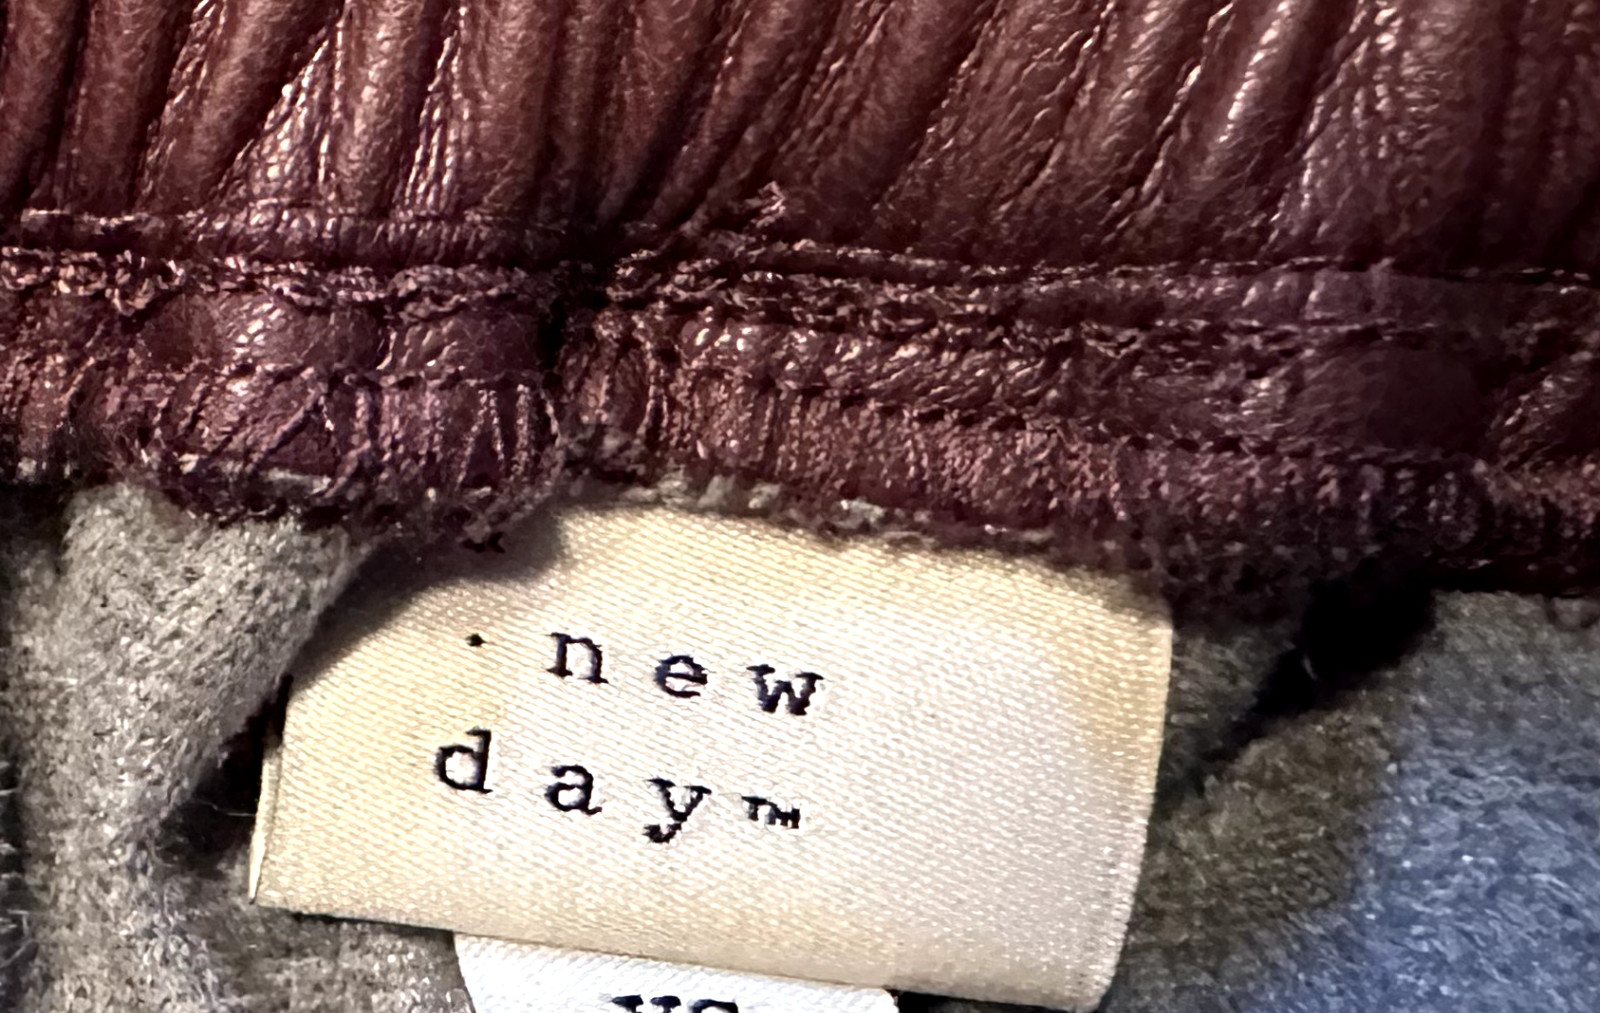 · new
day™